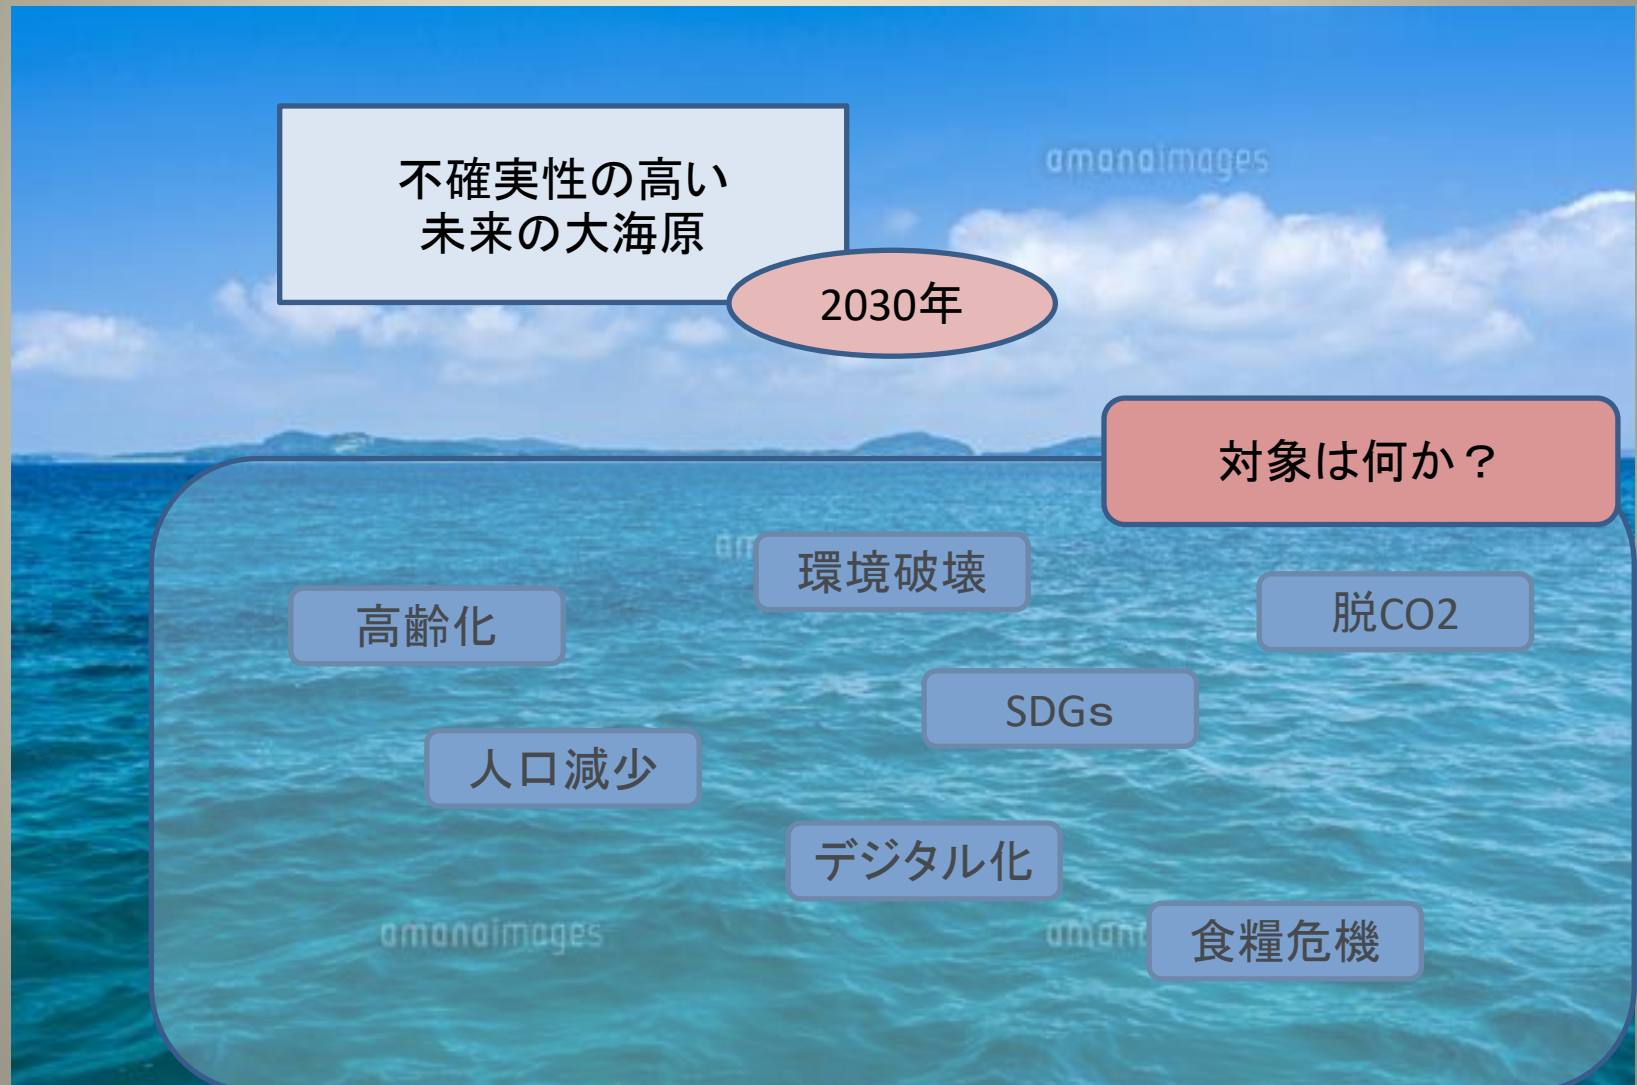 amanaimages
不確実性の高い
未来の大海原
2030年
対象は何か？
環境破壊
高齢化
脱CO2
SDGｓ
人口減少
デジタル化
amanaimages
食糧危機